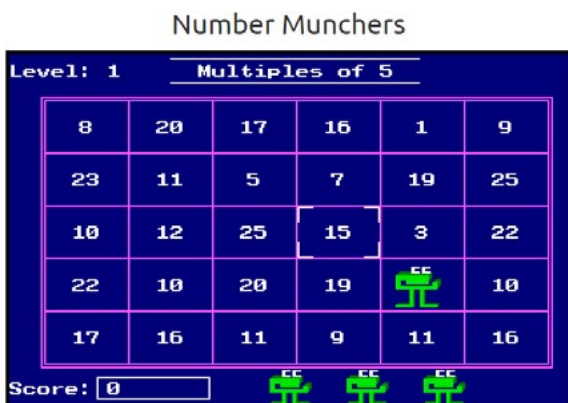 Number Munchers
Level: 1 Multiples of 5
8 20 17 16 1 9
23 11 5 7 19 25
10 12 25 15 3 22
22 10 20 19 10
17 16 11 9 11 16
Score: 0